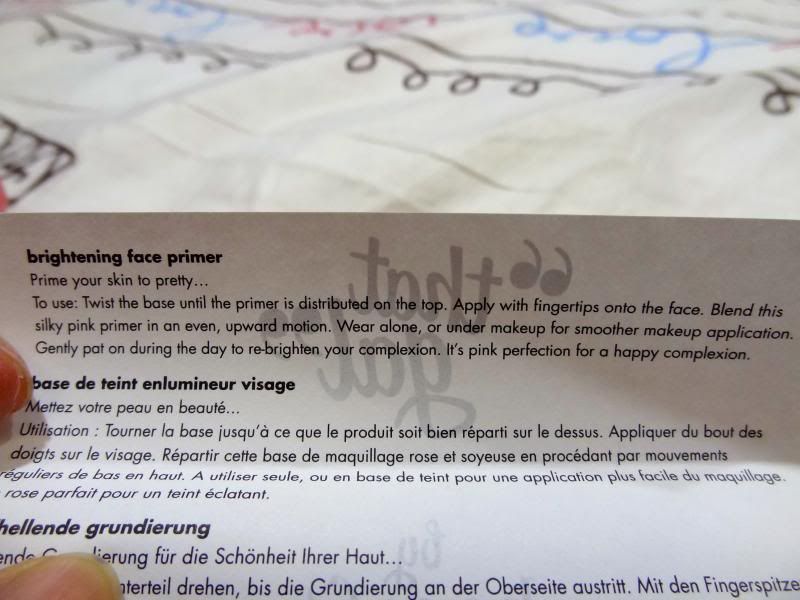 love love love
brightening face primer
Prime your skin to pretty...
To use: Twist the base until the primer is distributed on the top. Apply with fingertips onto the face. Blend this
silky pink primer in an even, upward motion. Wear alone, or under makeup for smoother makeup application.
Gently pat on during the day to re-brighten your complexion. It's pink perfection for a happy complexion.
base de teint enlumineur visage
Mettez votre peau en beauté...
Utilisation : Tourner la base jusqu'à ce que le produit soit bien réparti sur le dessus. Appliquer du bout des
doigts sur le visage. Répartir cette base de maquillage rose et soyeuse en procédant par mouvements
réguliers de bas en haut. A utiliser seule, ou en base de teint pour une application plus facile du maquillage.
rose parfait pour un teint éclatant.
hellende grundierung
für die Schönheit Ihrer Haut...
drehen, bis die Grundierung an der Oberseite austritt. Mit den Fingerspitze
"that
gal"
by